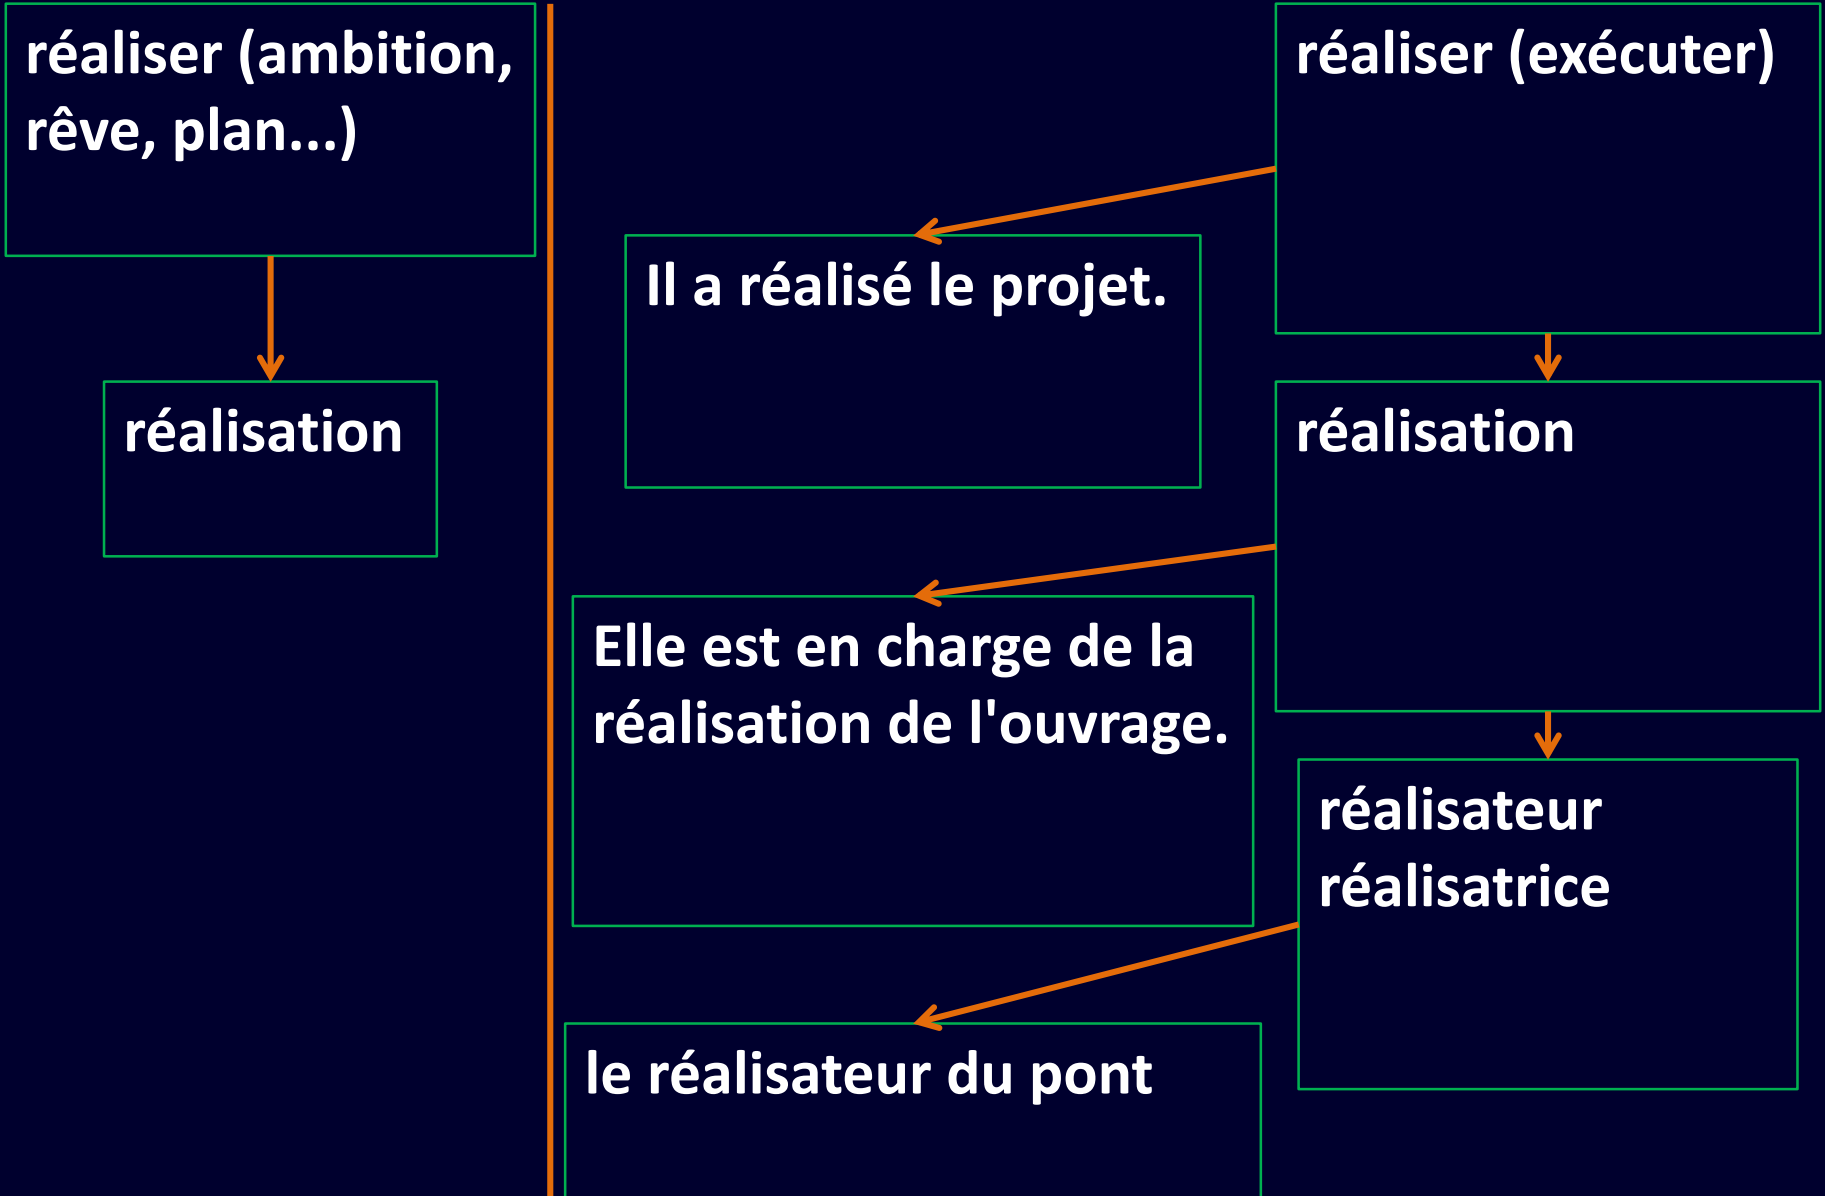 réaliser (ambition,
rêve, plan...)
réalisation
réaliser (exécuter)
Il a réalisé le projet.
réalisation
Elle est en charge de la
réalisation de l'ouvrage.
réalisateur
réalisatrice
le réalisateur du pont